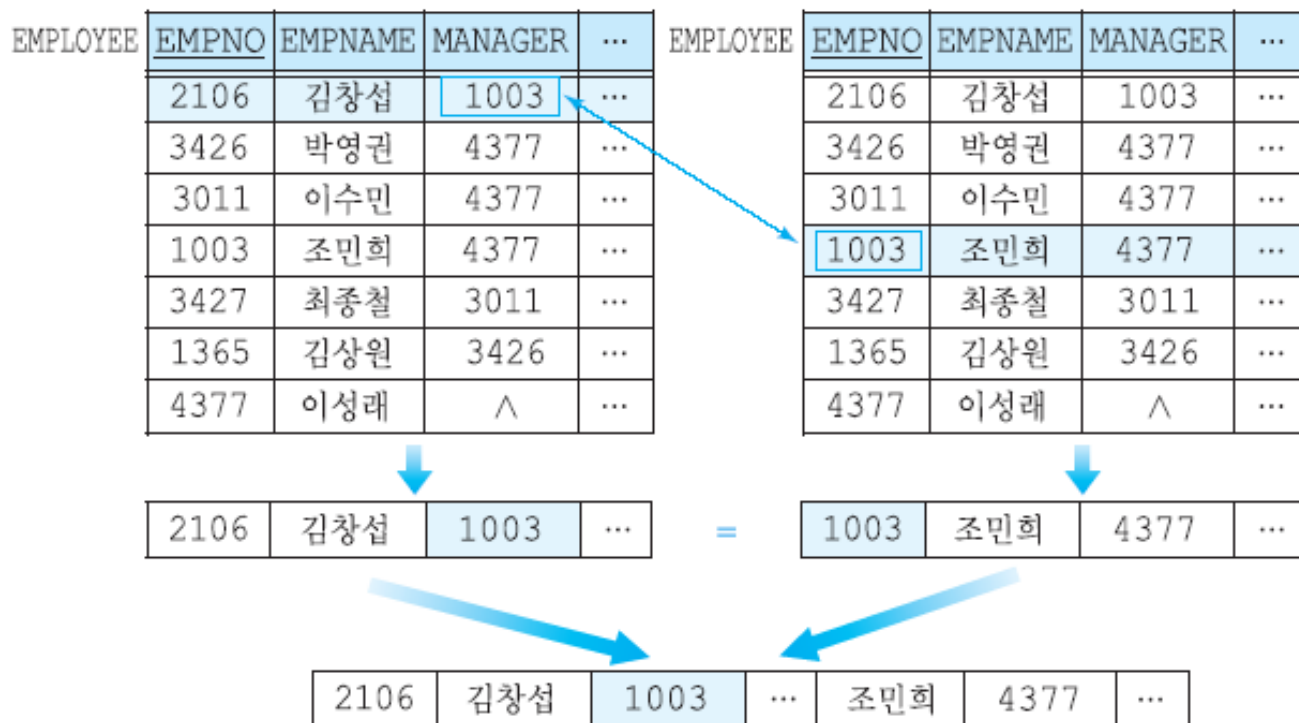 EMPLOYEE EMPNO EMPNAME MANAGER … EMPLOYEE EMPNO EMPNAME MANAGER …
2106 김창섭 1003 … 2106 김창섭 1003 …
3426 박영권 4377 … 3426 박영권 4377 …
3011 이수민 4377 … 3011 이수민 4377 …
1003 조민희 4377 … 1003 조민희 4377 …
3427 최종철 3011 … 3427 최종철 3011 …
1365 김상원 3426 … 1365 김상원 3426 …
4377 이성래 ∧ … 4377 이성래 ∧ …
2106 김창섭 1003 … = 1003 조민희 4377 …
2106 김창섭 1003 … 조민희 4377 …